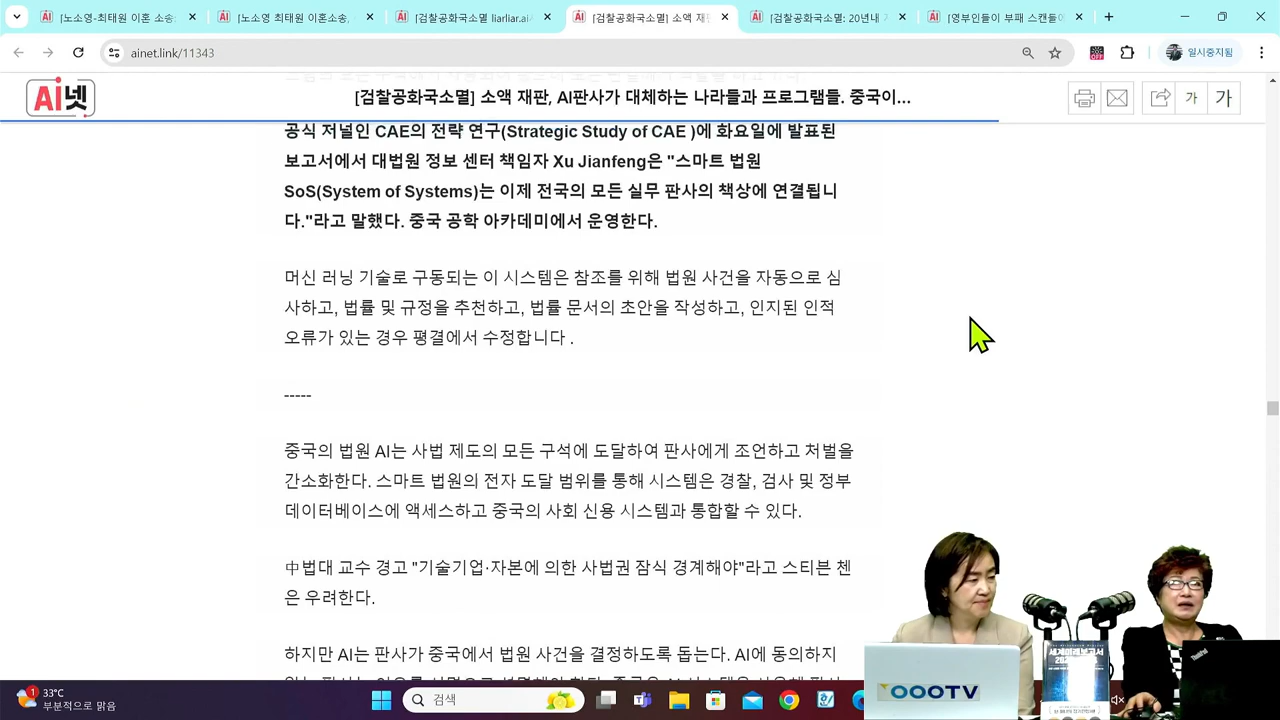 [노소영-최태원 이혼 소송
[노소영 최태원 이혼소송,
[검찰공화국소멸] liarliar.ai
[검찰공화국소멸] 소액 재판
[검찰공화국소멸: 20년내
[영부인들이 부패 스캔들에
ainet.link/11343
일시중지됨
AI넷
[검찰공화국소멸] 소액 재판, AI판사가 대체하는 나라들과 프로그램들. 중국이...
가 가
공식 저널인 CAE의 전략 연구(Strategic Study of CAE )에 화요일에 발표된
보고서에서 대법원 정보 센터 책임자 Xu Jianfeng은 "스마트 법원
SoS(System of Systems)는 이제 전국의 모든 실무 판사의 책상에 연결됩니
다."라고 말했다. 중국 공학 아카데미에서 운영한다.
머신 러닝 기술로 구동되는 이 시스템은 참조를 위해 법원 사건을 자동으로 심
사하고, 법률 및 규정을 추천하고, 법률 문서의 초안을 작성하고, 인지된 인적
오류가 있는 경우 평결에서 수정합니다 .
-----
중국의 법원 AI는 사법 제도의 모든 구석에 도달하여 판사에게 조언하고 처벌을
간소화한다. 스마트 법원의 전자 도달 범위를 통해 시스템은 경찰, 검사 및 정부
데이터베이스에 액세스하고 중국의 사회 신용 시스템과 통합할 수 있다.
中법대 교수 경고 "기술기업·자본에 의한 사법권 잠식 경계해야"라고 스티븐 첸
은 우려한다.
하지만 AI는 판사가 중국에서 법원 사건을 결정하도록 돕는다. AI에
세계미래보고서
OOOTV
ThinkPad
1
33°C
부분적으로 맑음
검색